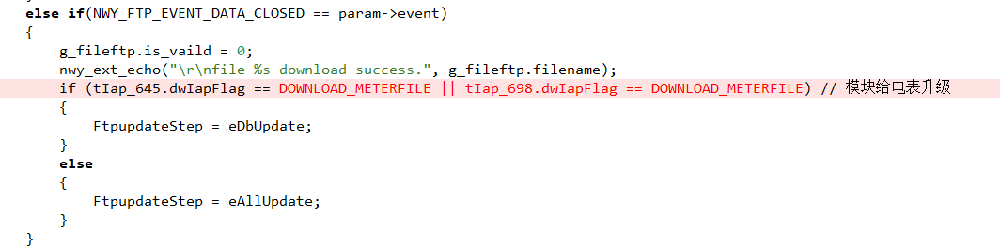 else if(NWY_FTP_EVENT_DATA_CLOSED == param->event)
{
g_fileftp.is_vaild = 0;
nwy_ext_echo("\r\nfile %s download success.", g_fileftp.filename);
if (tIap_645.dwIapFlag == DOWNLOAD_METERFILE || tIap_698.dwIapFlag == DOWNLOAD_METERFILE) // 模块给电表升级
{
FtpupdateStep = eDbUpdate;
}
else
{
FtpupdateStep = eAllUpdate;
}
}